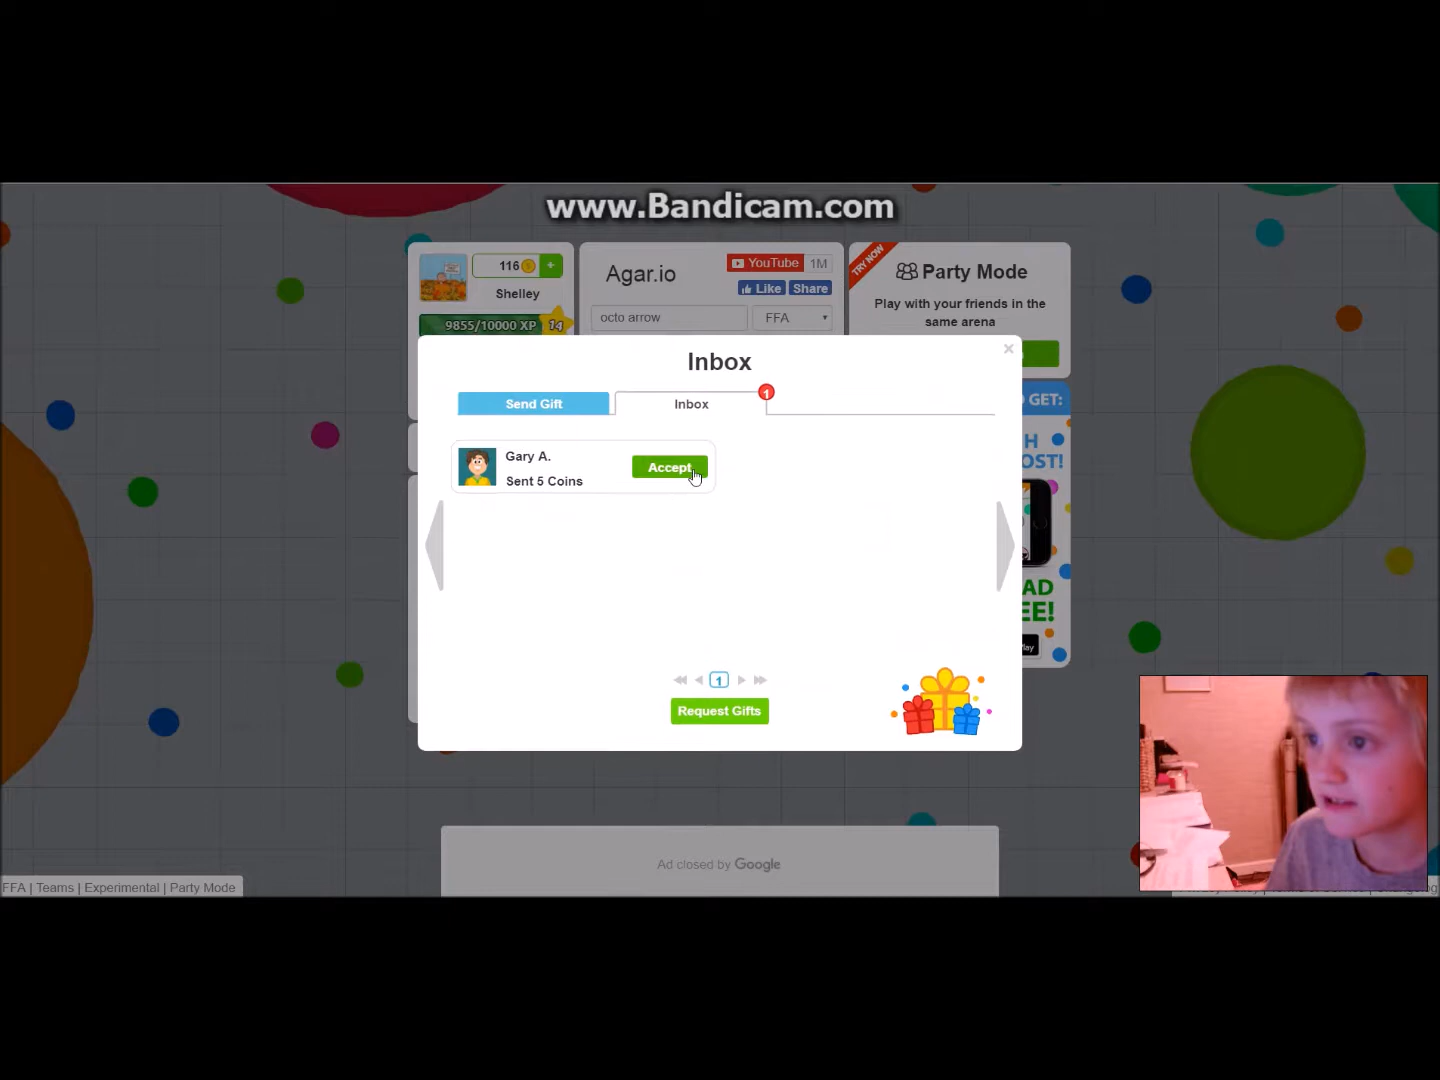 www.Bandicam.com
116
Shelley
9855/10000 XP
14
Agar.io
YouTube 1M
Like Share
octo arrow
FFA
TRY NOW
Party Mode
Play with your friends in the
same arena
Inbox
Send Gift
Inbox
1
Gary A.
Sent 5 Coins
Accept
GET:
1
Request Gifts
Ad closed by Google
FFA | Teams | Experimental | Party Mode